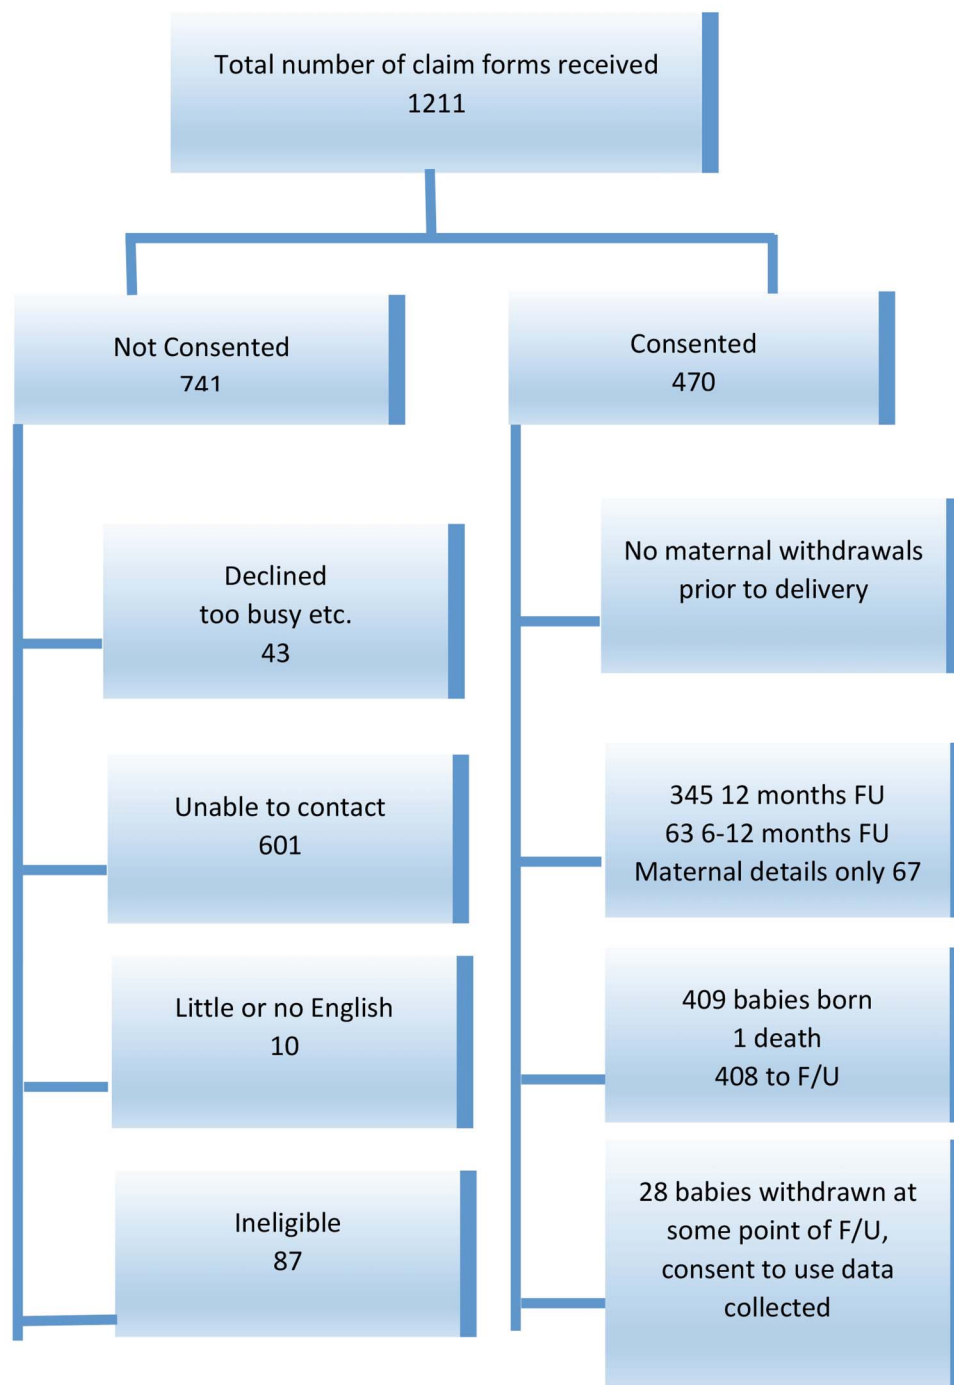 Total number of claim forms received
1211
Not Consented
741
Consented
470
Declined
too busy etc.
43
Unable to contact
601
Little or no English
10
Ineligible
87
No maternal withdrawals
prior to delivery
345 12 months FU
63 6-12 months FU
Maternal details only 67
409 babies born
1 death
408 to F/U
28 babies withdrawn at
some point of F/U,
consent to use data
collected